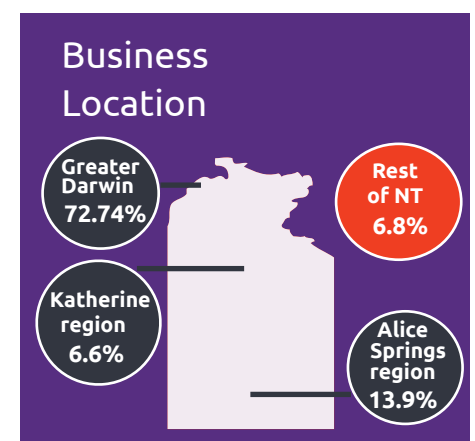 Business
Location
Greater
Darwin
72.74%
Rest
of NT
6.8%
Katherine
region
6.6%
Alice
Springs
region
13.9%